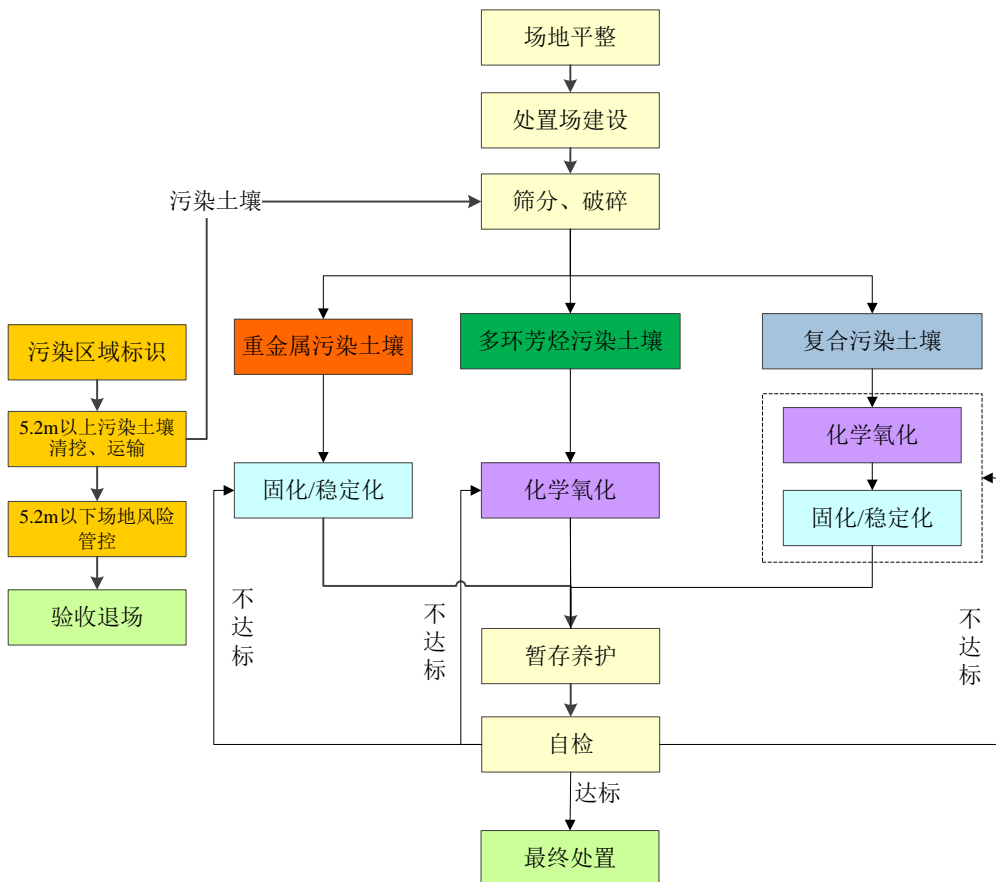 场地平整
处置场建设
污染土壤
筛分、破碎
污染区域标识
重金属污染土壤
多环芳烃污染土壤
复合污染土壤
5.2m以上污染土壤
清挖、运输
化学氧化
固化/稳定化
化学氧化
固化/稳定化
5.2m以下场地风险
管控
验收退场
不达标
不达标
不达标
暂存养护
自检
达标
最终处置